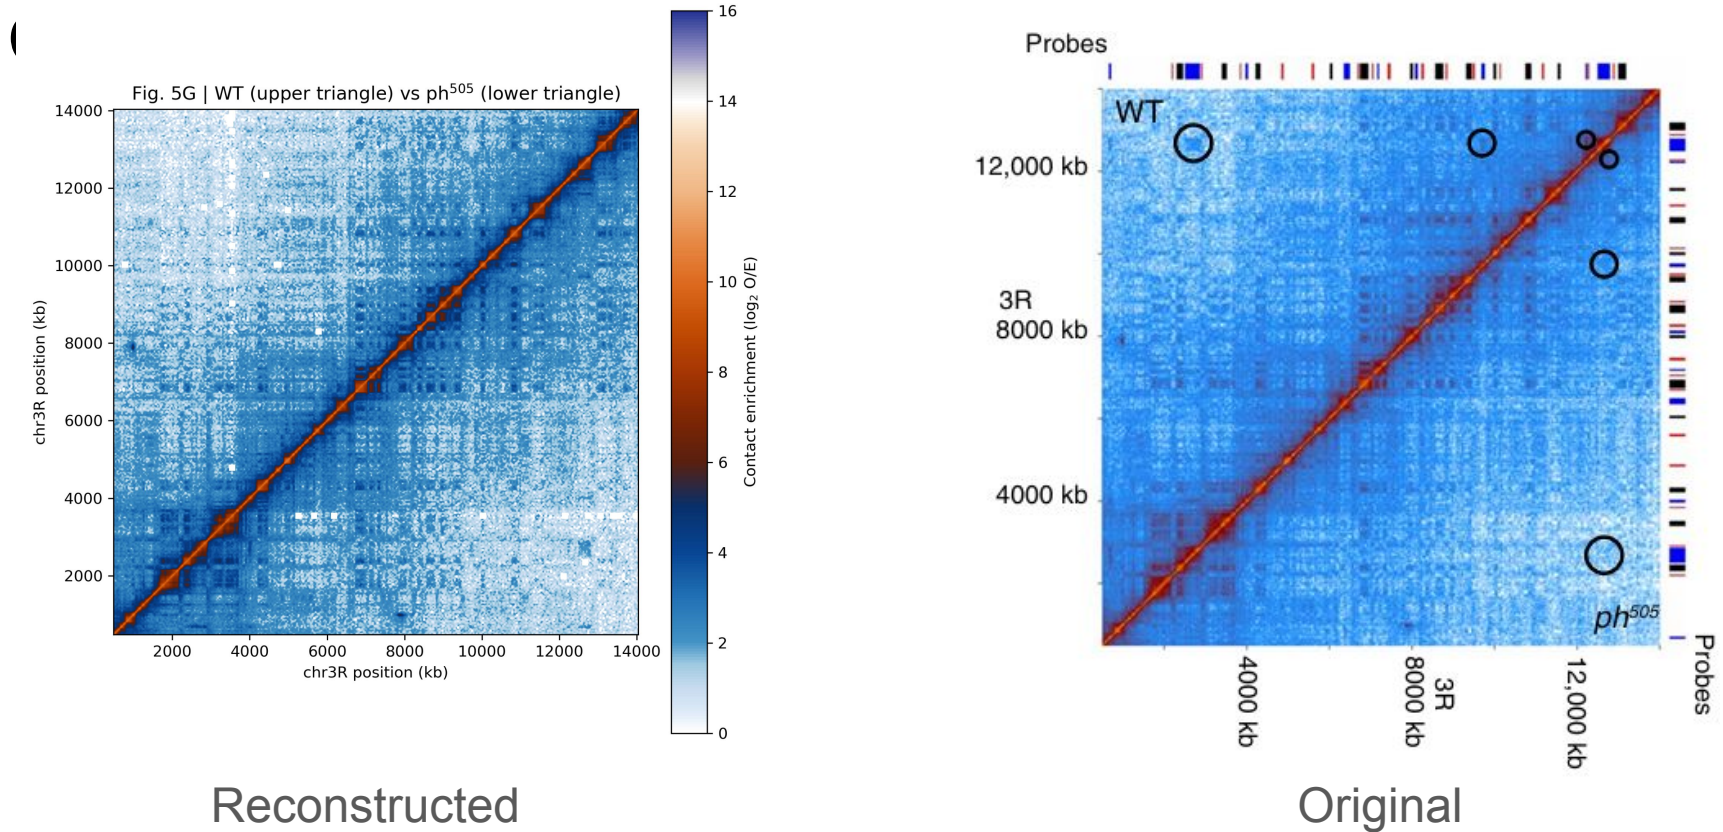 Fig. 5G | WT (upper triangle) vs ph⁵⁰⁵ (lower triangle)
14000
12000
10000
8000
6000
4000
2000
chr3R position (kb)
2000 4000 6000 8000 10000 12000 14000
chr3R position (kb)
16
14
12
10
8
6
4
2
0
Contact enrichment (log₂ O/E)
Reconstructed
Probes
WT
12,000 kb
3R
8000 kb
4000 kb
ph⁵⁰⁵
Probes
4000 kb
8000 kb
3R
12,000 kb
Original